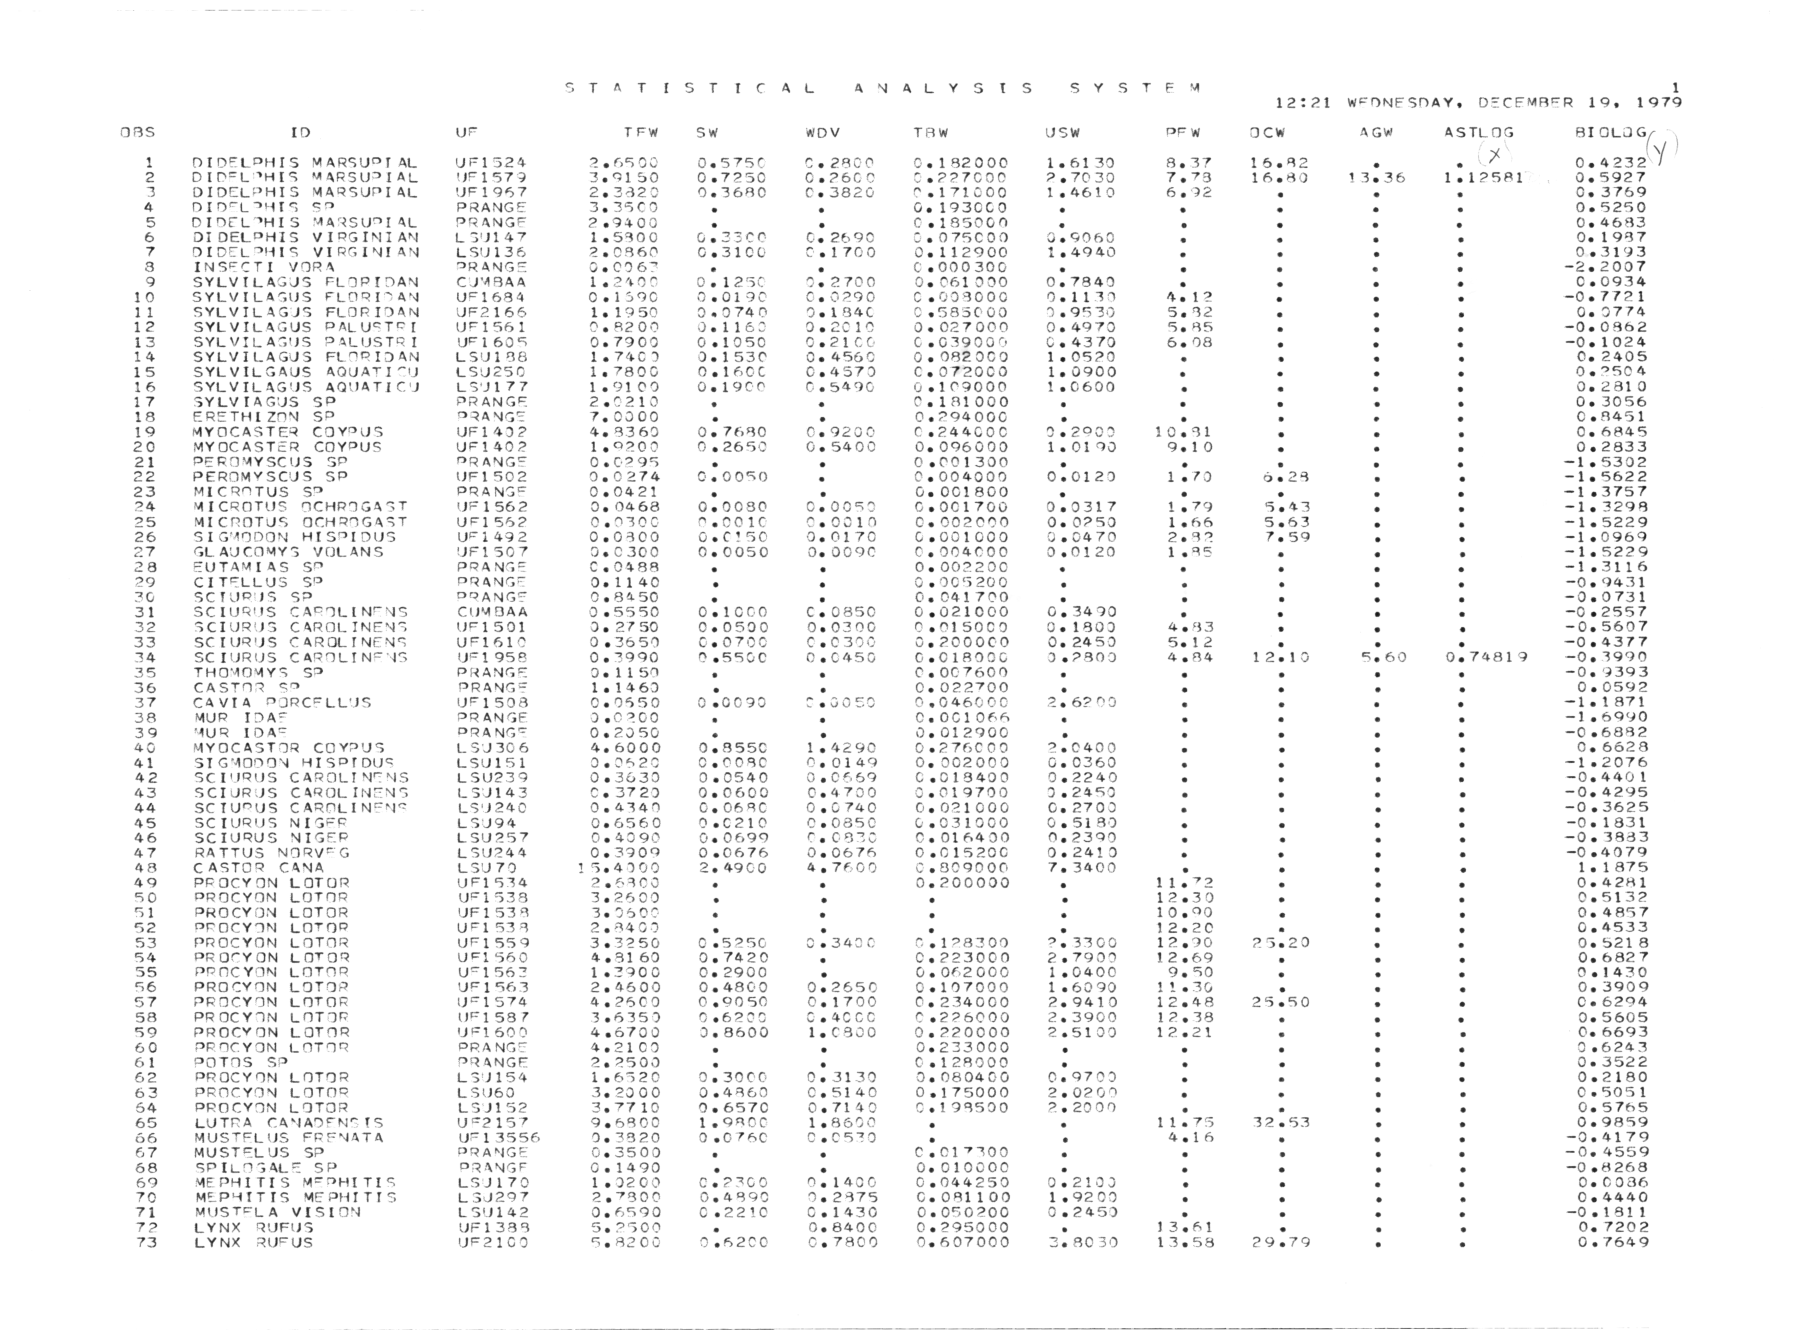 STATISTICAL ANALYSIS SYSTEM 1
12:21 WEDNESDAY, DECEMBER 19, 1979
OBS ID UF TFW SW WDV TBW USW PFW OCW AGW ASTLOG BIOLOG
(X) (Y)
1 DIDELPHIS MARSUPIAL UF1524 2.6500 0.5750 0.2800 0.182000 1.6130 8.37 16.82 . . 0.4232
2 DIDELPHIS MARSUPIAL UF1579 3.9150 0.7250 0.2600 0.227000 2.7030 7.78 16.80 13.36 1.12581 0.5927
3 DIDELPHIS MARSUPIAL UF1967 2.3820 0.3680 0.3820 0.171000 1.4610 6.92 . . . 0.3769
4 DIDELPHIS SP PRANGE 3.3500 . . 0.193000 . . . . . 0.5250
5 DIDELPHIS MARSUPIAL PRANGE 2.9400 . . 0.185000 . . . . . 0.4683
6 DIDELPHIS VIRGINIAN LSU147 1.5800 0.3300 0.2690 0.075000 0.9060 . . . . 0.1987
7 DIDELPHIS VIRGINIAN LSU136 2.0860 0.3100 0.1700 0.112900 1.4940 . . . . 0.3193
8 INSECTI VORA PRANGE 0.0063 . . 0.000300 . . . . . -2.2007
9 SYLVILAGUS FLORIDAN CUMBAA 1.2400 0.1250 0.2700 0.061000 0.7840 . . . . 0.0934
10 SYLVILAGUS FLORIDAN UF1684 0.1690 0.0190 0.0290 0.008000 0.1130 4.12 . . . -0.7721
11 SYLVILAGUS FLORIDAN UF2166 1.1950 0.0740 0.1840 0.585000 0.9530 5.82 . . . 0.0774
12 SYLVILAGUS PALUSTRI UF1561 0.8200 0.1160 0.2010 0.027000 0.4970 5.85 . . . -0.0862
13 SYLVILAGUS PALUSTRI UF1605 0.7900 0.1050 0.2100 0.039000 0.4370 6.08 . . . -0.1024
14 SYLVILAGUS FLORIDAN LSU188 1.7400 0.1530 0.4560 0.082000 1.0520 . . . . 0.2405
15 SYLVILGAUS AQUATICU LSU250 1.7800 0.1600 0.4570 0.072000 1.0900 . . . . 0.2504
16 SYLVILAGUS AQUATICU LSU177 1.9100 0.1900 0.5490 0.109000 1.0600 . . . . 0.2810
17 SYLVIAGUS SP PRANGE 2.0210 . . 0.181000 . . . . . 0.3056
18 ERETHIZON SP PRANGE 7.0000 . . 0.294000 . . . . . 0.8451
19 MYOCASTER COYPUS UF1402 4.8360 0.7680 0.9200 0.244000 0.2900 10.81 . . . 0.6845
20 MYOCASTER COYPUS UF1402 1.9200 0.2650 0.5400 0.096000 1.0190 9.10 . . . 0.2833
21 PEROMYSCUS SP PRANGE 0.0295 . . 0.001300 . . . . . -1.5302
22 PEROMYSCUS SP UF1502 0.0274 0.0050 . 0.004000 0.0120 1.70 6.28 . . -1.5622
23 MICROTUS SP PRANGE 0.0421 . . 0.001800 . . . . . -1.3757
24 MICROTUS OCHROGAST UF1562 0.0468 0.0080 0.0050 0.001700 0.0317 1.79 5.43 . . -1.3298
25 MICROTUS OCHROGAST UF1562 0.0300 0.0010 0.0010 0.002000 0.0250 1.66 5.63 . . -1.5229
26 SIGMODON HISPIDUS UF1492 0.0800 0.0150 0.0170 0.001000 0.0470 2.82 7.59 . . -1.0969
27 GLAUCOMYS VOLANS UF1507 0.0300 0.0050 0.0090 0.004000 0.0120 1.85 . . . -1.5229
28 EUTAMIAS SP PRANGE 0.0488 . . 0.002200 . . . . . -1.3116
29 CITELLUS SP PRANGE 0.1140 . . 0.005200 . . . . . -0.9431
30 SCIURUS SP PRANGE 0.8450 . . 0.041700 . . . . . -0.0731
31 SCIURUS CAROLINENS CUMBAA 0.5550 0.1000 0.0850 0.021000 0.3490 . . . . -0.2557
32 SCIURUS CAROLINENS UF1501 0.2750 0.0500 0.0300 0.015000 0.1800 4.83 . . . -0.5607
33 SCIURUS CAROLINENS UF1610 0.3650 0.0700 0.0300 0.200000 0.2450 5.12 . . . -0.4377
34 SCIURUS CAROLINENS UF1958 0.3990 0.5500 0.0450 0.018000 0.2800 4.84 12.10 5.60 0.74819 -0.3990
35 THOMOMYS SP PRANGE 0.1150 . . 0.007600 . . . . . -0.9393
36 CASTOR SP PRANGE 1.1460 . . 0.022700 . . . . . 0.0592
37 CAVIA PORCELLUS UF1508 0.0650 0.0090 0.0050 0.046000 2.6200 . . . . -1.1871
38 MUR IDAE PRANGE 0.0200 . . 0.001066 . . . . . -1.6990
39 MUR IDAE PRANGE 0.2050 . . 0.012900 . . . . . -0.6882
40 MYOCASTOR COYPUS LSU306 4.6000 0.8550 1.4290 0.276000 2.0400 . . . . 0.6628
41 SIGMODON HISPIDUS LSU151 0.0620 0.0080 0.0149 0.002000 0.0360 . . . . -1.2076
42 SCIURUS CAROLINENS LSU239 0.3630 0.0540 0.0669 0.018400 0.2240 . . . . -0.4401
43 SCIURUS CAROLINENS LSU143 0.3720 0.0600 0.4700 0.019700 0.2450 . . . . -0.4295
44 SCIURUS CAROLINENS LSU240 0.4340 0.0680 0.0740 0.021000 0.2700 . . . . -0.3625
45 SCIURUS NIGER LSU94 0.6560 0.0210 0.0850 0.031000 0.5180 . . . . -0.1831
46 SCIURUS NIGER LSU257 0.4090 0.0699 0.0830 0.016400 0.2390 . . . . -0.3883
47 RATTUS NORVEG LSU244 0.3909 0.0676 0.0676 0.015200 0.2410 . . . . -0.4079
48 CASTOR CANA LSU70 15.4000 2.4900 4.7600 0.809000 7.3400 . . . . 1.1875
49 PROCYON LOTOR UF1534 2.6800 . . 0.200000 . 11.72 . . . 0.4281
50 PROCYON LOTOR UF1538 3.2600 . . . . 12.30 . . . 0.5132
51 PROCYON LOTOR UF1538 3.0600 . . . . 10.90 . . . 0.4857
52 PROCYON LOTOR UF1538 2.8400 . . . . 12.20 . . . 0.4533
53 PROCYON LOTOR UF1559 3.3250 0.5250 0.3400 0.128300 2.3300 12.90 25.20 . . 0.5218
54 PROCYON LOTOR UF1560 4.8160 0.7420 . 0.223000 2.7900 12.69 . . . 0.6827
55 PROCYON LOTOR UF1563 1.3900 0.2900 . 0.062000 1.0400 9.50 . . . 0.1430
56 PROCYON LOTOR UF1563 2.4600 0.4800 0.2650 0.107000 1.6090 11.30 . . . 0.3909
57 PROCYON LOTOR UF1574 4.2600 0.9050 0.1700 0.234000 2.9410 12.48 25.50 . . 0.6294
58 PROCYON LOTOR UF1587 3.6350 0.6200 0.4000 0.226000 2.3900 12.38 . . . 0.5605
59 PROCYON LOTOR UF1600 4.6700 0.8600 1.0800 0.220000 2.5100 12.21 . . . 0.6693
60 PROCYON LOTOR PRANGE 4.2100 . . 0.233000 . . . . . 0.6243
61 POTOS SP PRANGE 2.2500 . . 0.128000 . . . . . 0.3522
62 PROCYON LOTOR LSU154 1.6520 0.3000 0.3130 0.080400 0.9700 . . . . 0.2180
63 PROCYON LOTOR LSU60 3.2000 0.4860 0.5140 0.175000 2.0200 . . . . 0.5051
64 PROCYON LOTOR LSU152 3.7710 0.6570 0.7140 0.198500 2.2000 . . . . 0.5765
65 LUTRA CANADENSIS UF2157 9.6800 1.9800 1.8600 . . 11.75 32.53 . . 0.9859
66 MUSTELUS FRENATA UF13556 0.3820 0.0760 0.0530 . . 4.16 . . . -0.4179
67 MUSTELUS SP PRANGE 0.3500 . . 0.017300 . . . . . -0.4559
68 SPILOGALE SP PRANGE 0.1490 . . 0.010000 . . . . . -0.8268
69 MEPHITIS MEPHITIS LSU170 1.0200 0.2300 0.1400 0.044250 0.2100 . . . . 0.0086
70 MEPHITIS MEPHITIS LSU297 2.7800 0.4890 0.2875 0.081100 1.9200 . . . . 0.4440
71 MUSTELA VISION LSU142 0.6590 0.2210 0.1430 0.050200 0.2450 . . . . -0.1811
72 LYNX RUFUS UF1388 5.2500 . 0.8400 0.295000 . 13.61 . . . 0.7202
73 LYNX RUFUS UF2100 5.8200 0.6200 0.7800 0.607000 3.8030 13.58 29.79 . . 0.7649